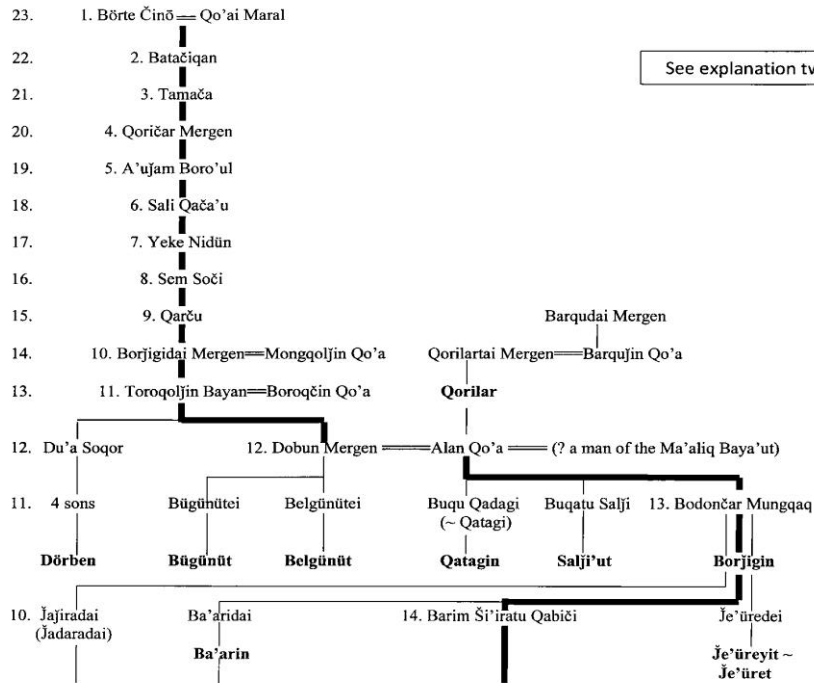 23. 1. Börte Činō Qo'ai Maral
22. 2. Batačiqan
See explanation tw
21. 3. Tamača
20. 4. Qoričar Mergen
19. 5. A'uǰam Boro'ul
18. 6. Sali Qača'u
17. 7. Yeke Nidün
16. 8. Sem Soči
15. 9. Qarču Barqudai Mergen
14. 10. Borǰigidai Mergen Mongqolǰin Qo'a Qorilartai Mergen Barquǰin Qo'a
13. 11. Toroqolǰin Bayan Boroqčin Qo'a Qorilar
12. Du'a Soqor 12. Dobun Mergen Alan Qo'a (? a man of the Ma'aliq Baya'ut)
11. 4 sons Bügünütei Belgünütei Buqu Qadagi Buqatu Salǰi 13. Bodončar Mungqaq
(~ Qatagi)
Dörben Bügünüt Belgünüt Qatagin Salǰi'ut Borǰigin
10. J̌aǰiradai Ba'aridai 14. Barim Ši'iratu Qabiči J̌e'üredei
(J̌adaradai)
Ba'arin J̌e'üreyit ~
J̌e'üret